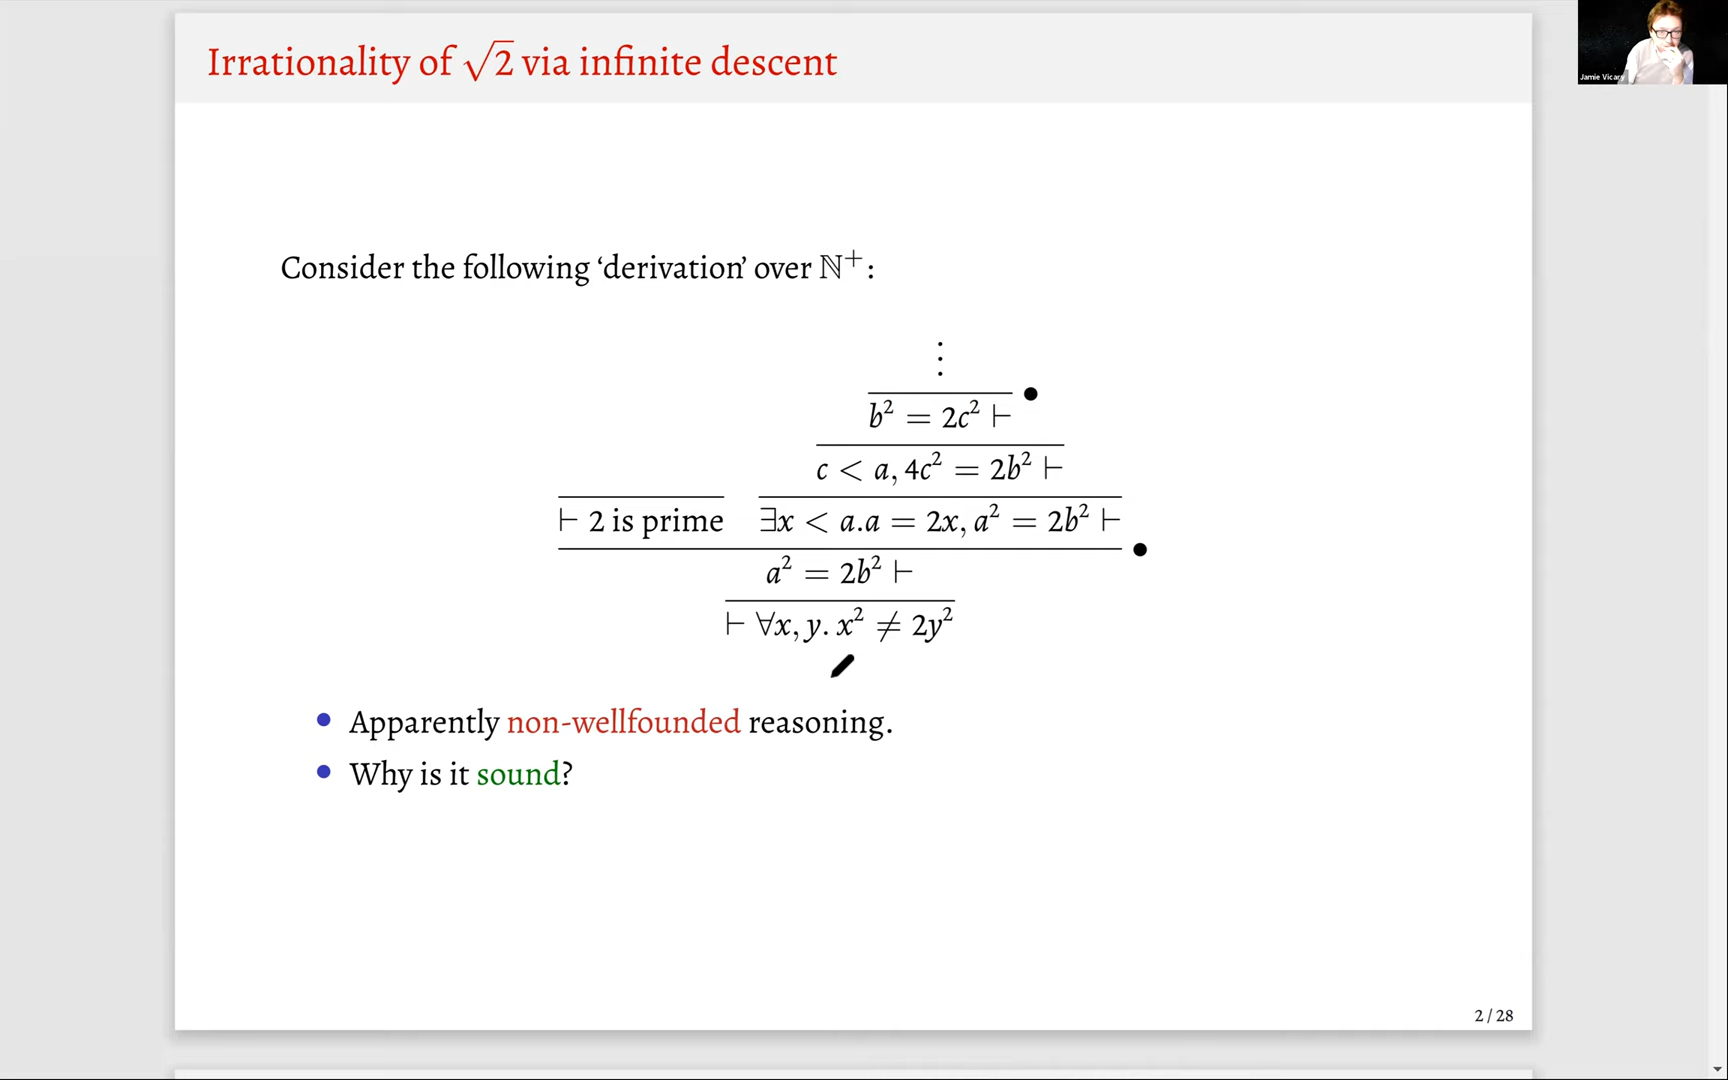 Irrationality of √2 via infinite descent
Jamie Vicary
Consider the following ‘derivation’ over ℕ⁺:
⋮
b² = 2c² ⊢ •
c < a, 4c² = 2b² ⊢
⊢ 2 is prime ∃x < a.a = 2x, a² = 2b² ⊢
•
a² = 2b² ⊢
⊢ ∀x, y. x² ≠ 2y²
• Apparently non-wellfounded reasoning.
• Why is it sound?
2 / 28